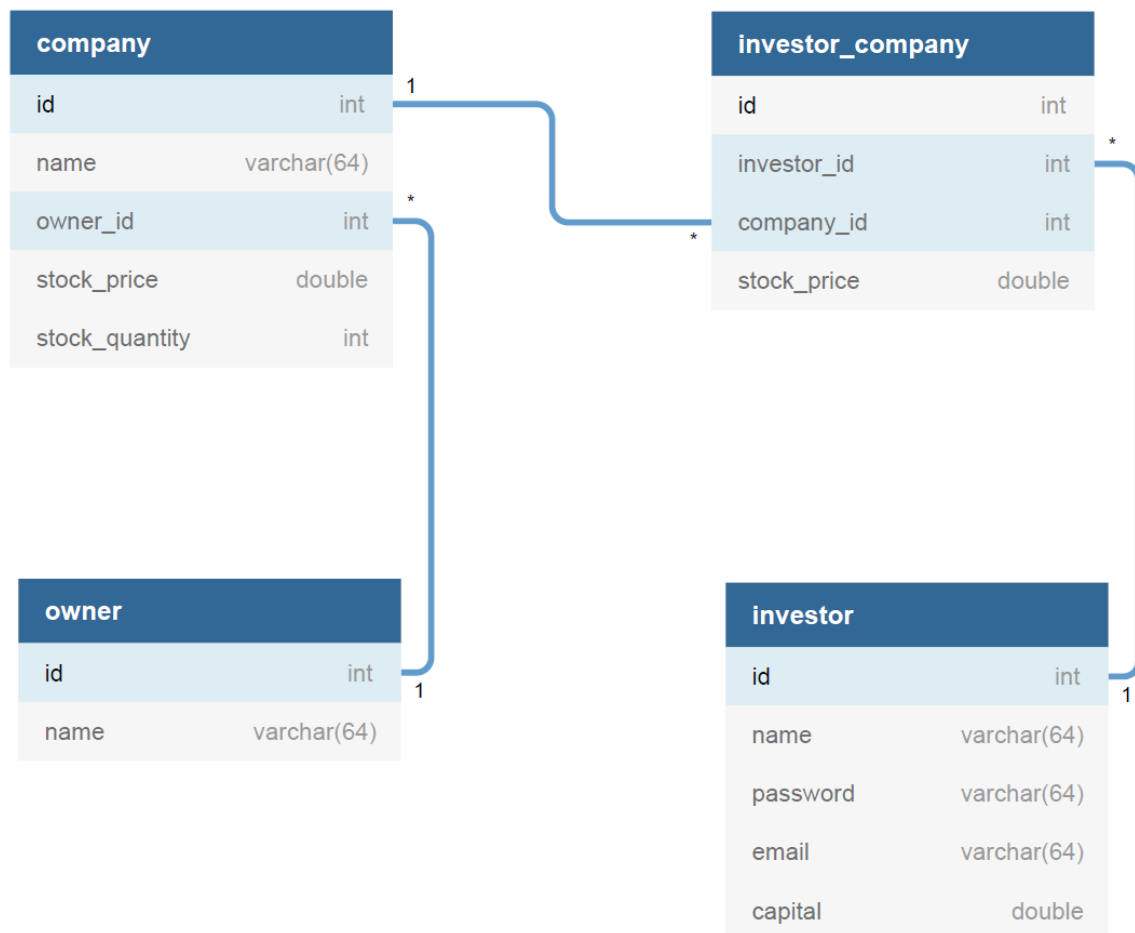 company
id int
name varchar(64)
owner_id int
stock_price double
stock_quantity int
1
*
investor_company
id int
investor_id int
company_id int
stock_price double
*
*
owner
id int
name varchar(64)
1
investor
id int
name varchar(64)
password varchar(64)
email varchar(64)
capital double
1